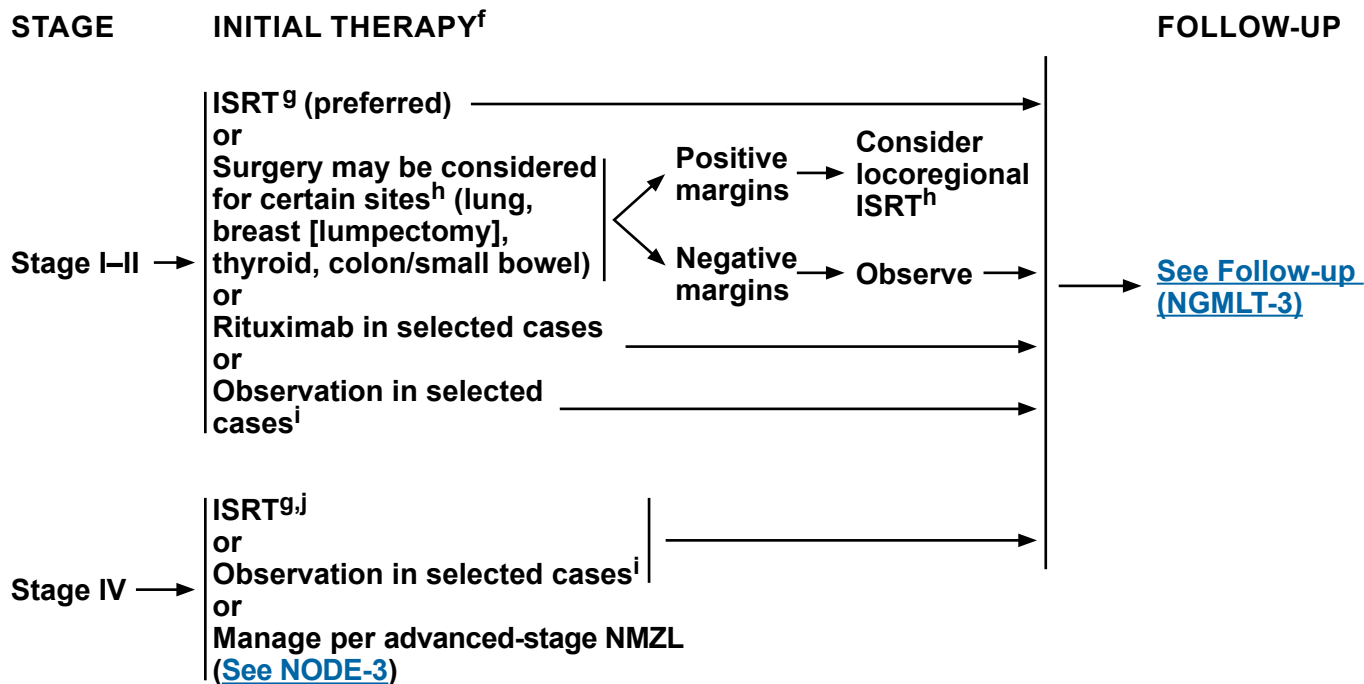 STAGE INITIAL THERAPYf FOLLOW-UP
ISRTg (preferred)
or
Surgery may be considered
for certain sitesh (lung,
breast [lumpectomy],
thyroid, colon/small bowel)
or
Rituximab in selected cases
or
Observation in selected
casesi
Stage I–II
Positive
margins
Consider
locoregional
ISRTh
Negative
margins
Observe
See Follow-up
(NGMLT-3)
Stage IV
ISRTg,j
or
Observation in selected casesi
or
Manage per advanced-stage NMZL
(See NODE-3)